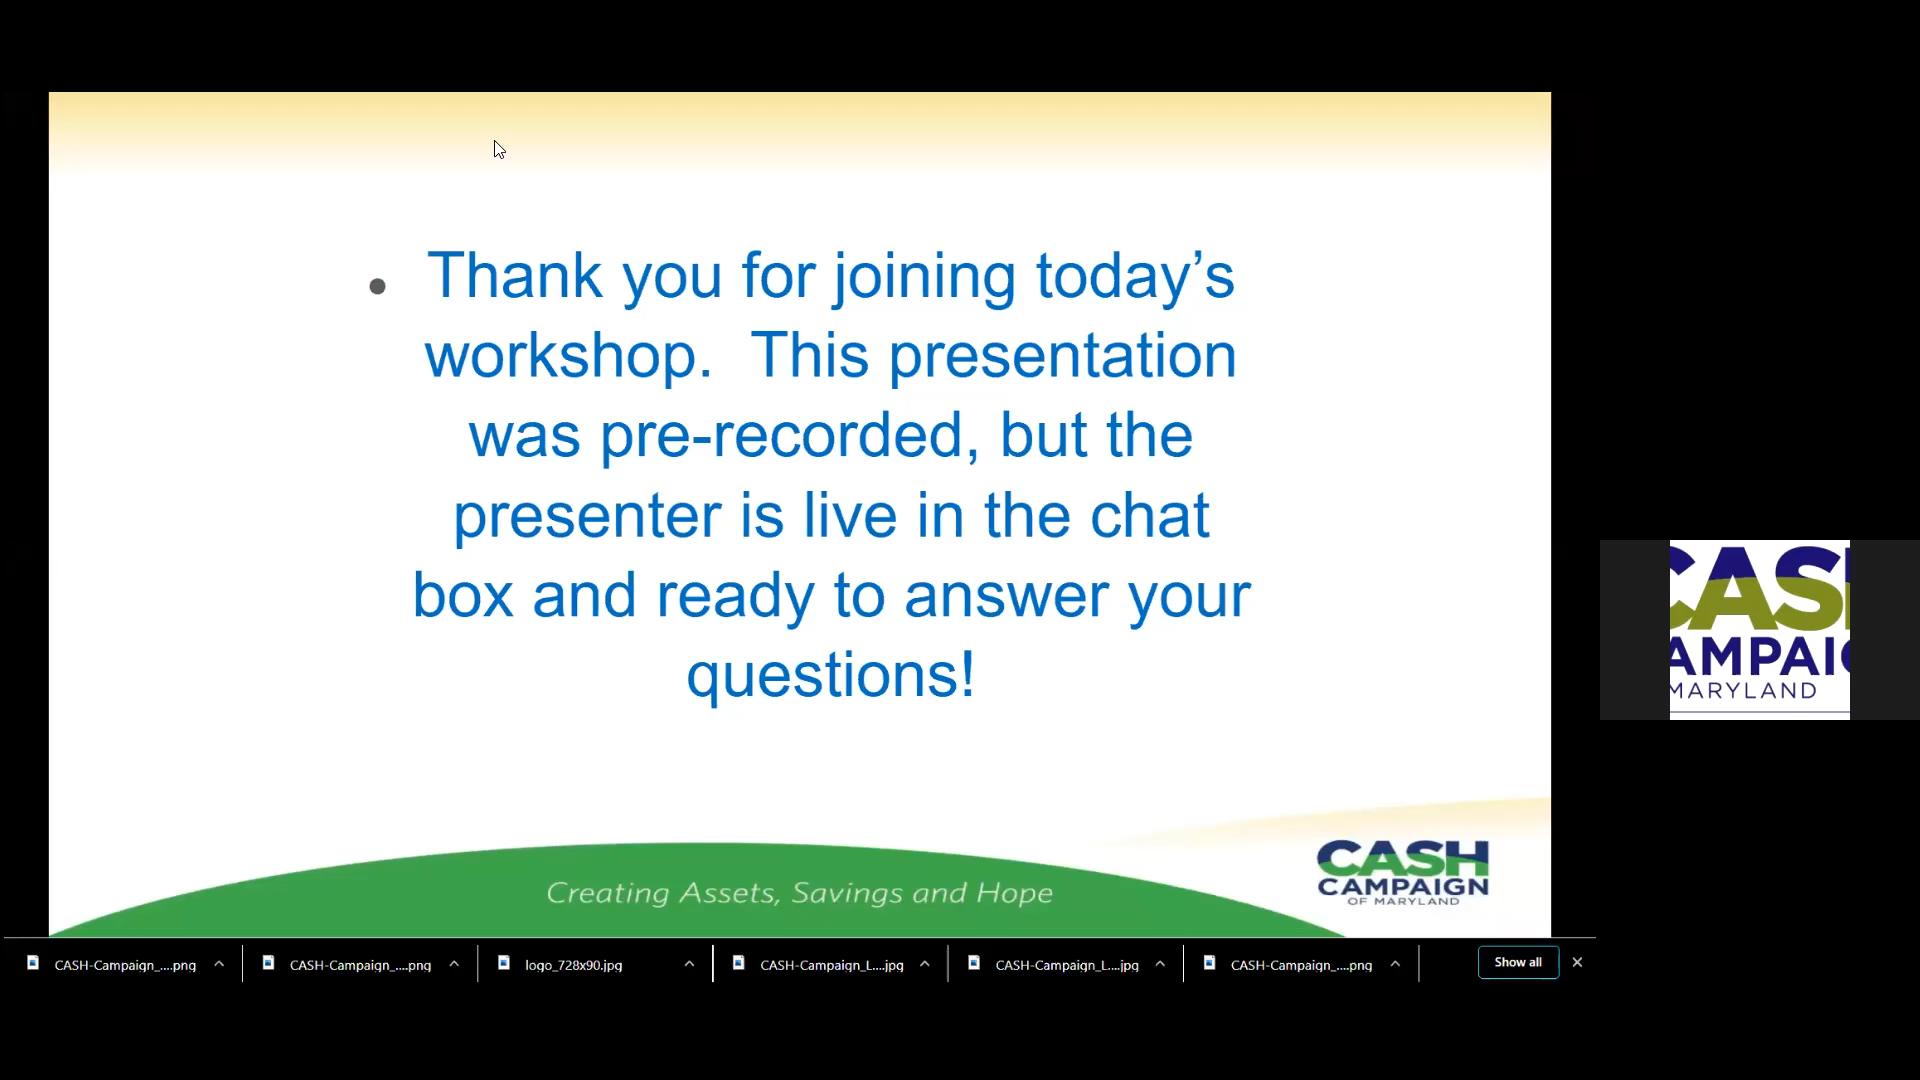 • Thank you for joining today’s
workshop.  This presentation
was pre-recorded, but the
presenter is live in the chat
box and ready to answer your
questions!
CAS
AMPAI
MARYLAND
Creating Assets, Savings and Hope
CASH
CAMPAIGN
OF MARYLAND
CASH-Campaign_....png
CASH-Campaign_....png
logo_728x90.jpg
CASH-Campaign_L....jpg
CASH-Campaign_L....jpg
CASH-Campaign_....png
Show all